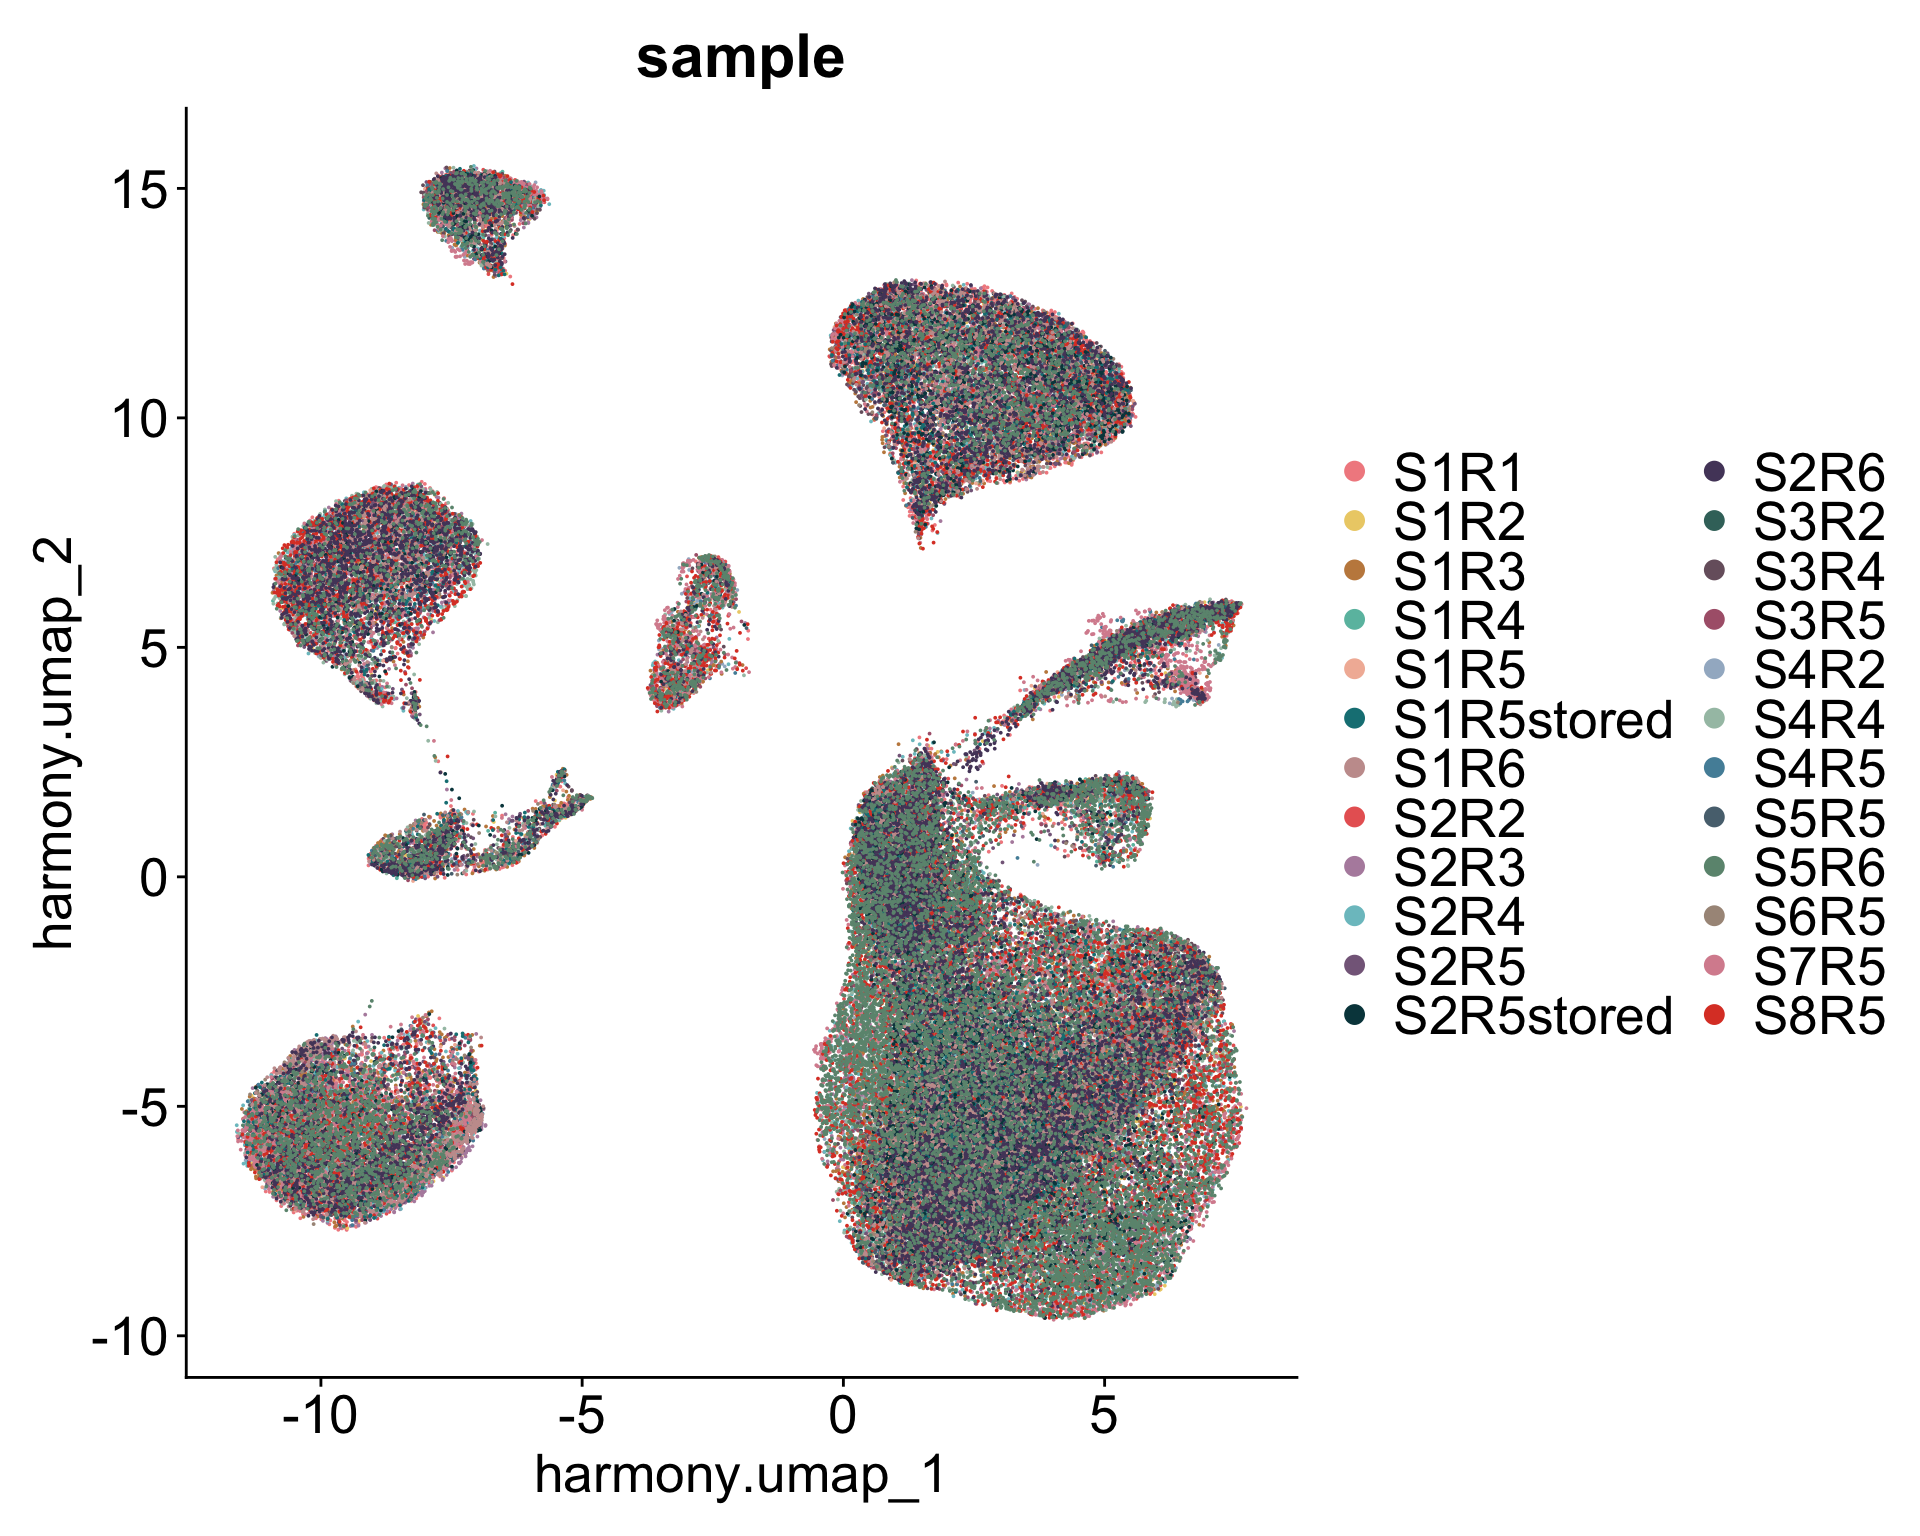 sample
15
10
5
0
-5
-10
harmony.umap_2
-10
-5
0
5
harmony.umap_1
S1R1
S1R2
S1R3
S1R4
S1R5
S1R5stored
S1R6
S2R2
S2R3
S2R4
S2R5
S2R5stored
S2R6
S3R2
S3R4
S3R5
S4R2
S4R4
S4R5
S5R5
S5R6
S6R5
S7R5
S8R5